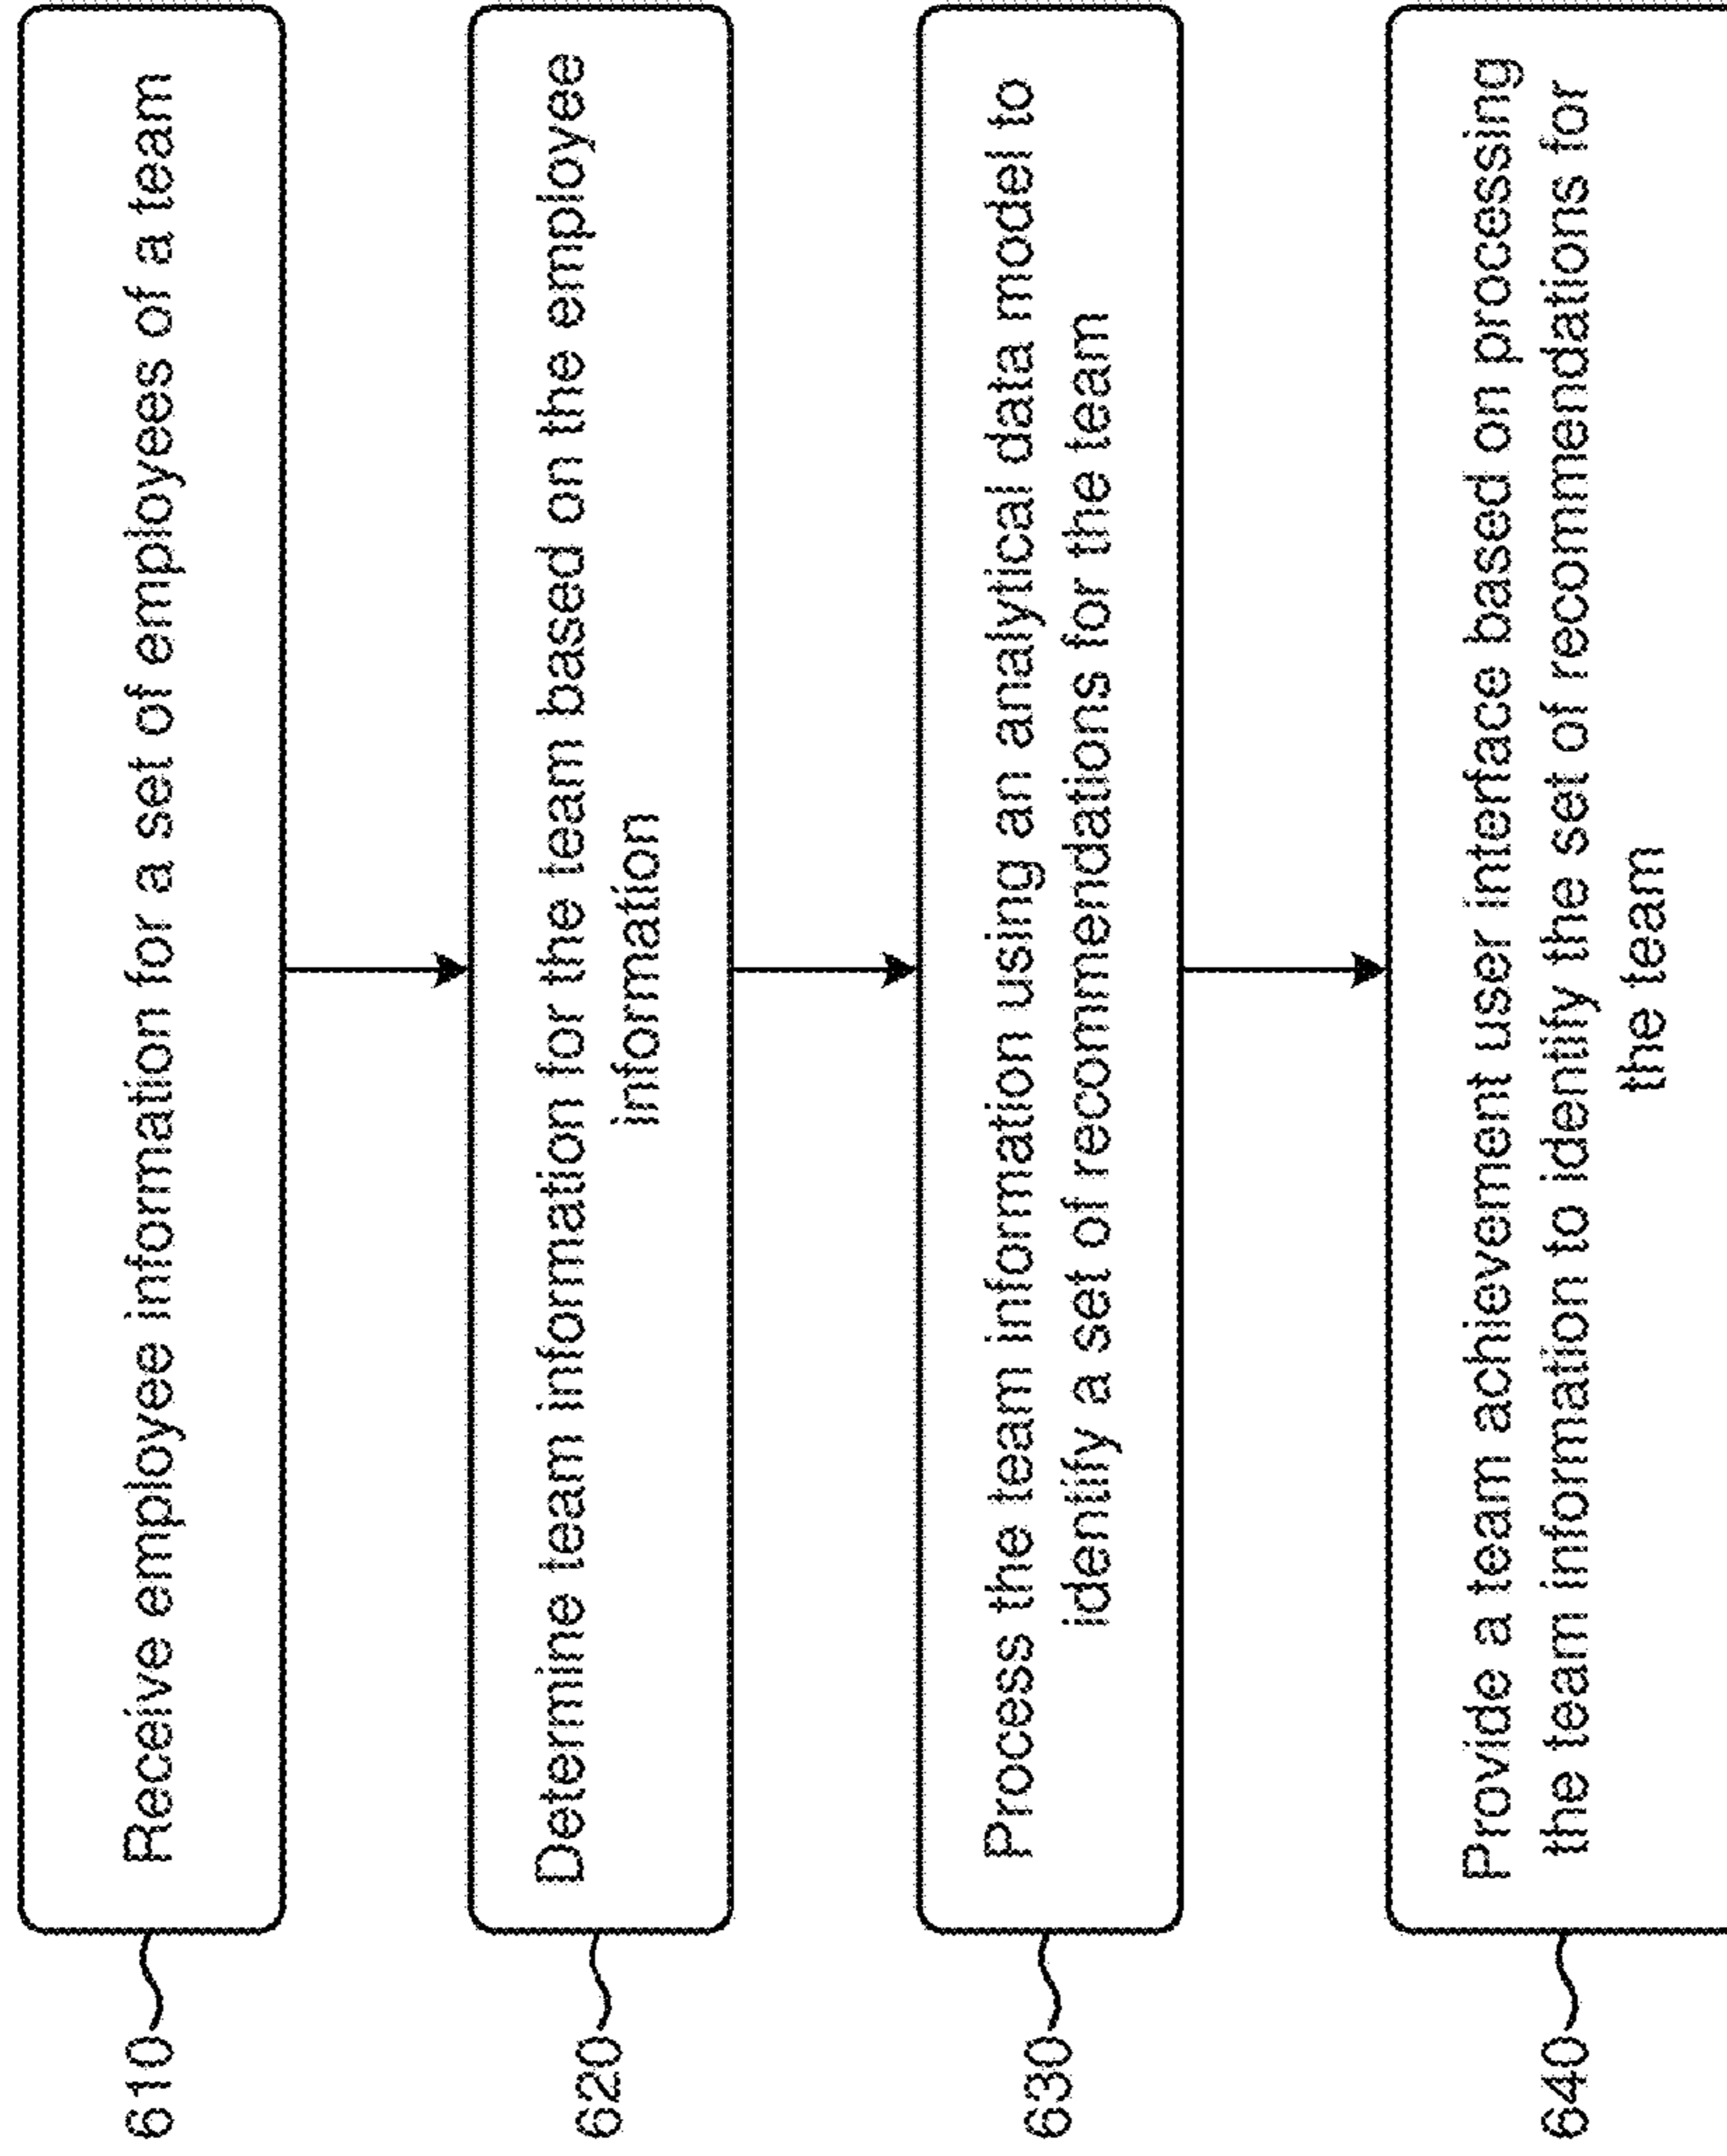 610
Receive employee information for a set of employees of a team
620
Determine team information for the team based on the employee
information
630
Process the team information using an analytical data model to
identify a set of recommendations for the team
640
Provide a team achievement user interface based on processing
the team information to identify the set of recommendations for
the team